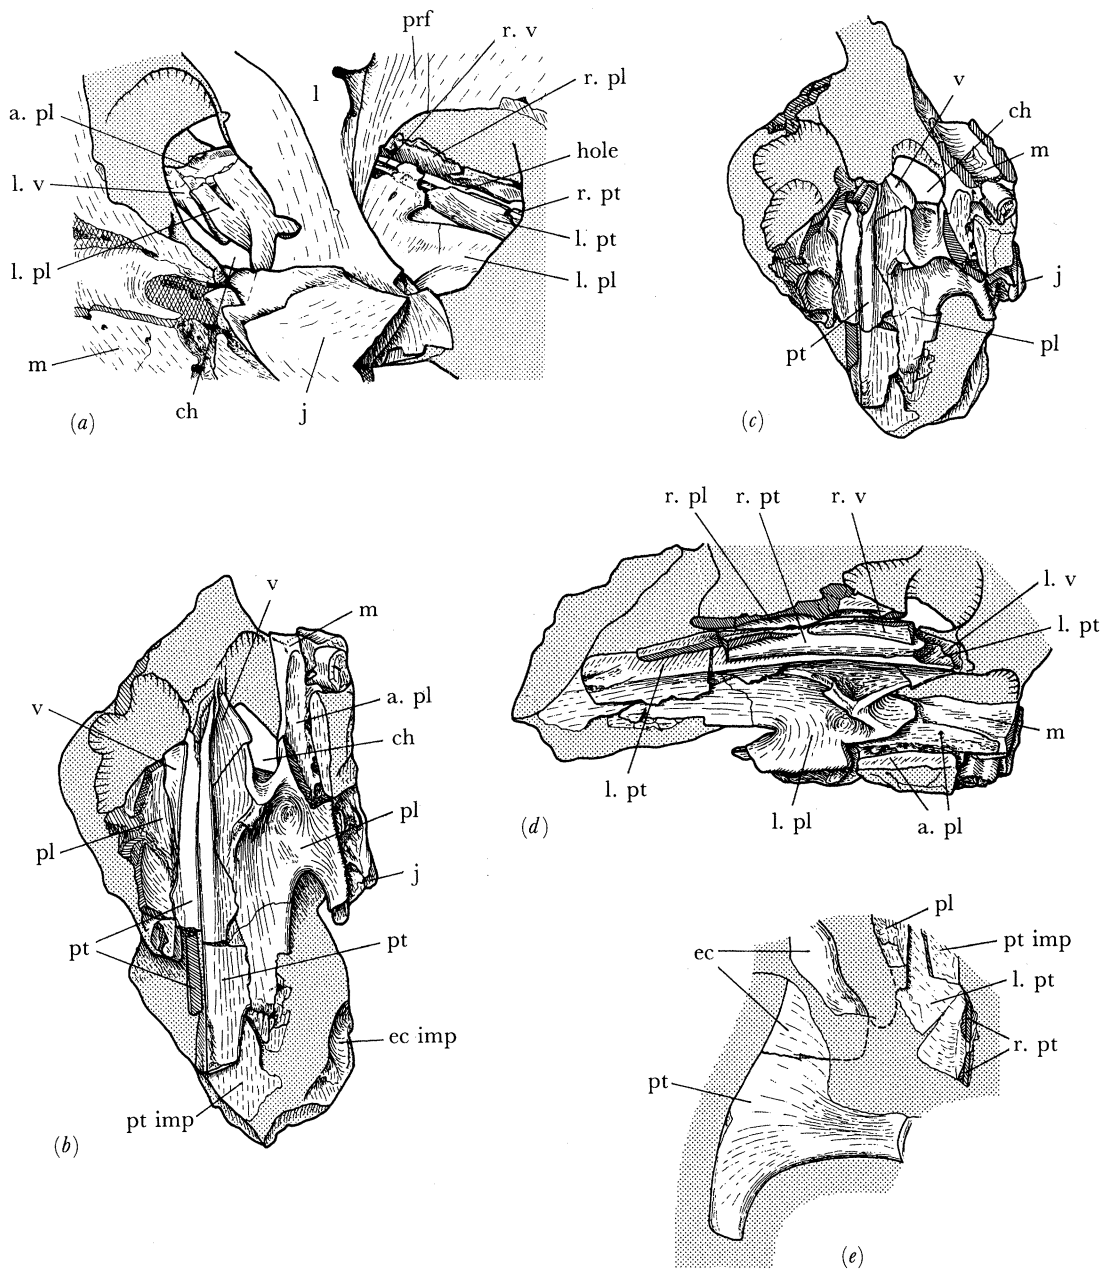 prf
r. v
r. pl
l
a. pl
hole
l. v
r. pt
l. pt
l. pl
l. pl
m
ch
j
(a)
v
ch
m
j
pt
pl
(c)
r. pl
r. pt
r. v
l. v
l. pt
m
l. pt
l. pl
a. pl
(d)
v
m
v
a. pl
ch
pl
pl
j
pt
pt
ec imp
pt imp
(b)
pl
ec
pt imp
l. pt
r. pt
pt
(e)